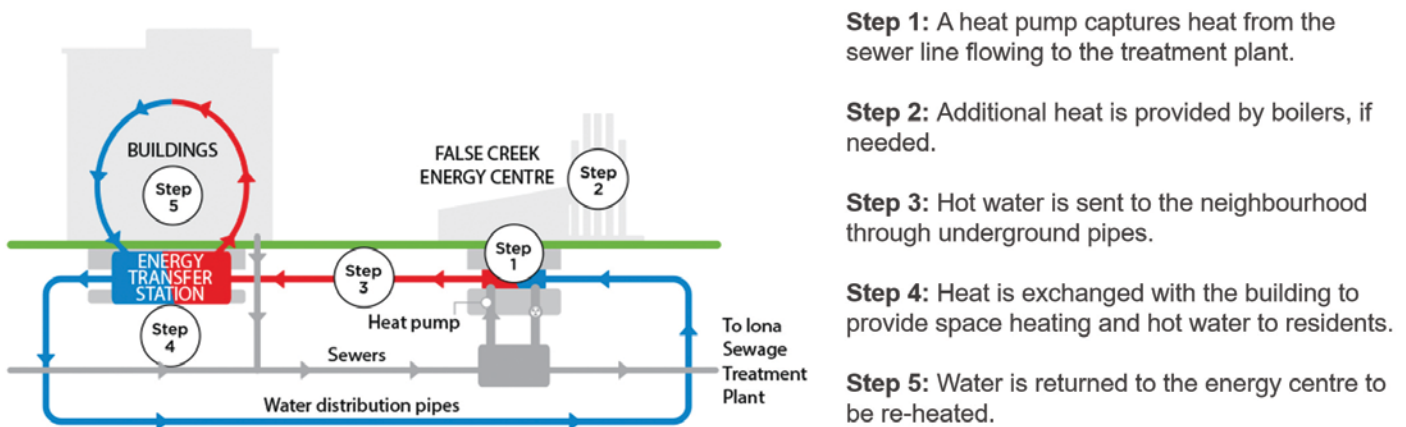 BUILDINGS
Step
5
FALSE CREEK
ENERGY CENTRE
Step
2
Step
1
ENERGY
TRANSFER
STATION
Step
3
Step
4
Heat pump
Sewers
To Iona
Sewage
Treatment
Plant
Water distribution pipes
Step 1: A heat pump captures heat from the
sewer line flowing to the treatment plant.
Step 2: Additional heat is provided by boilers, if
needed.
Step 3: Hot water is sent to the neighbourhood
through underground pipes.
Step 4: Heat is exchanged with the building to
provide space heating and hot water to residents.
Step 5: Water is returned to the energy centre to
be re-heated.